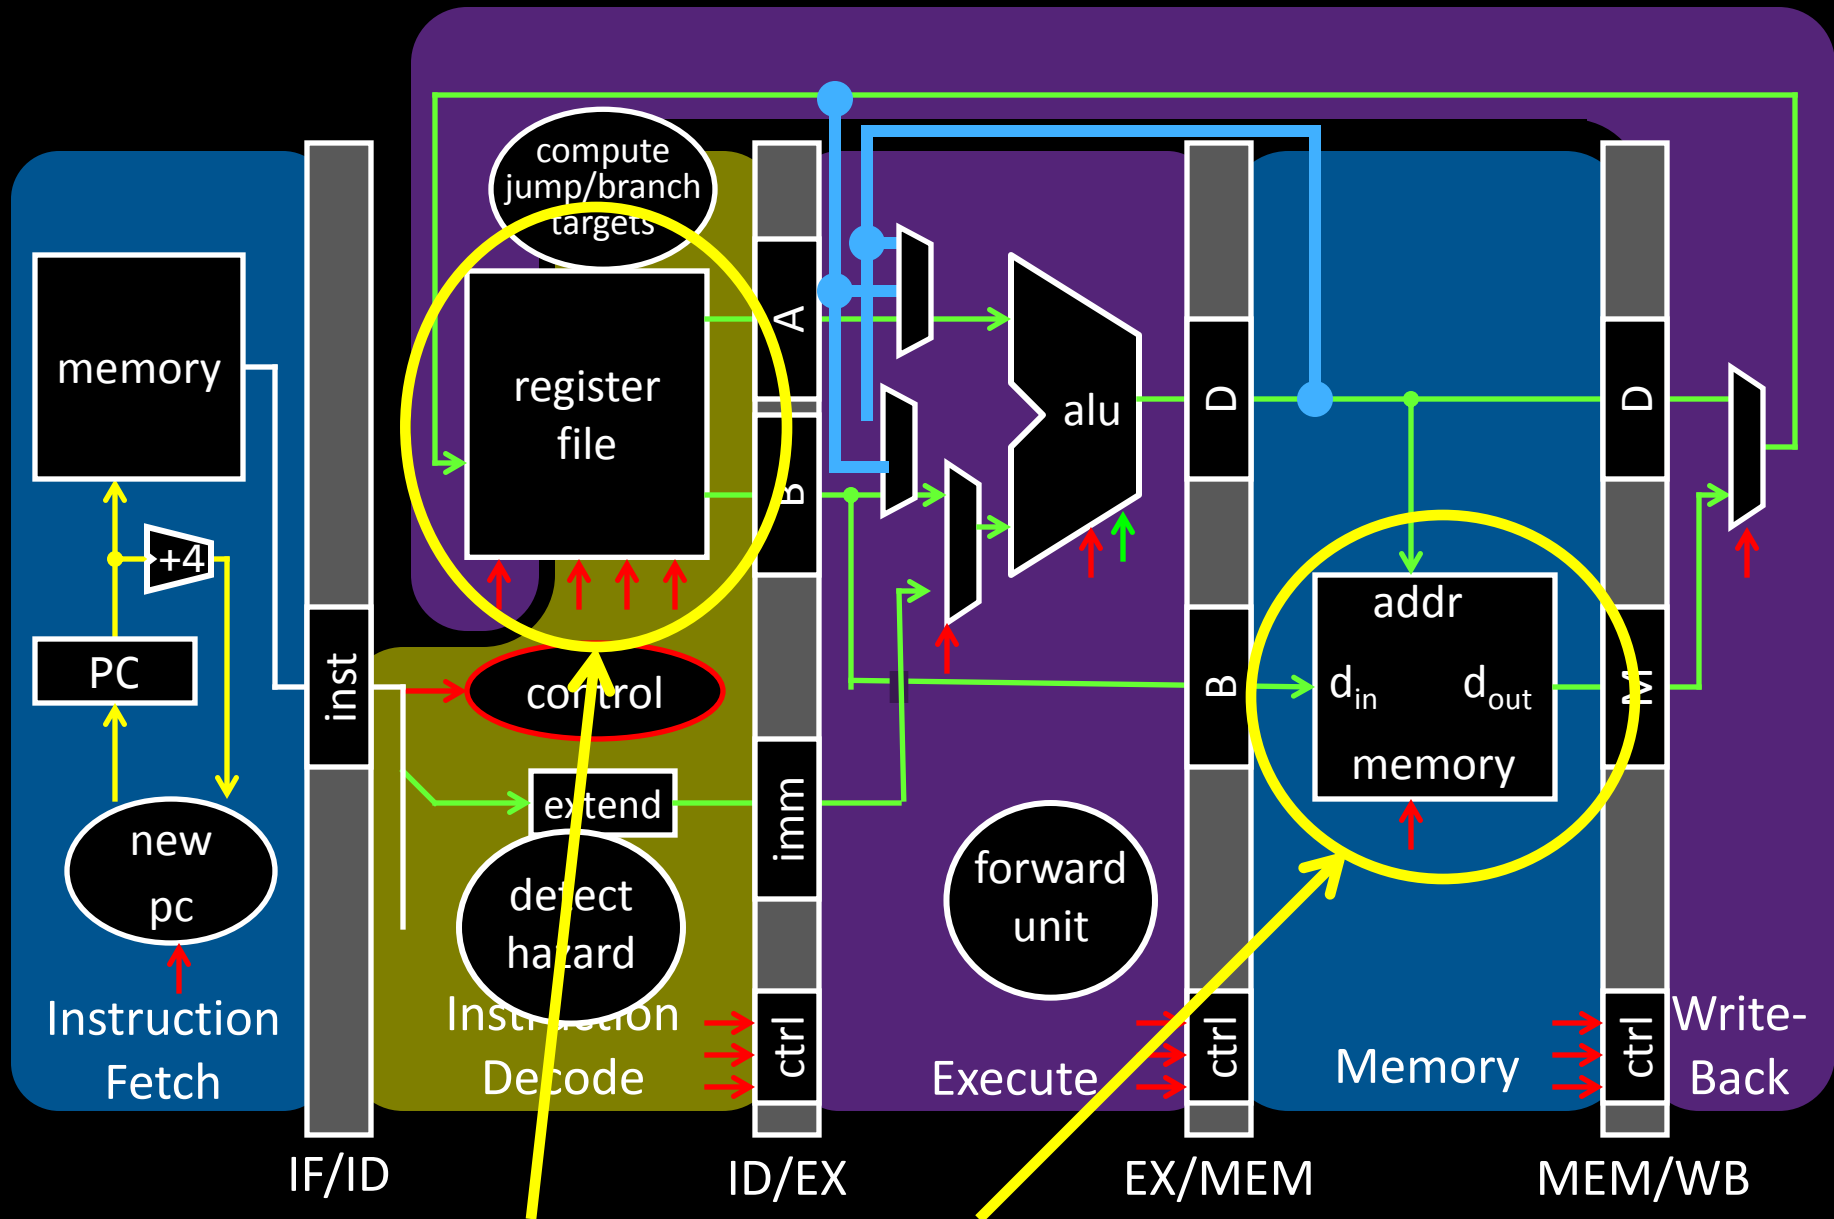 compute
jump/branch
targets
memory
+4
PC
new
pc
Instruction
Fetch
inst
IF/ID
register
file
control
extend
detect
hazard
Instruction
Decode
A
B
imm
ctrl
ID/EX
alu
forward
unit
Execute
D
B
ctrl
EX/MEM
addr
din
dout
memory
Memory
D
M
ctrl
MEM/WB
Write-
Back